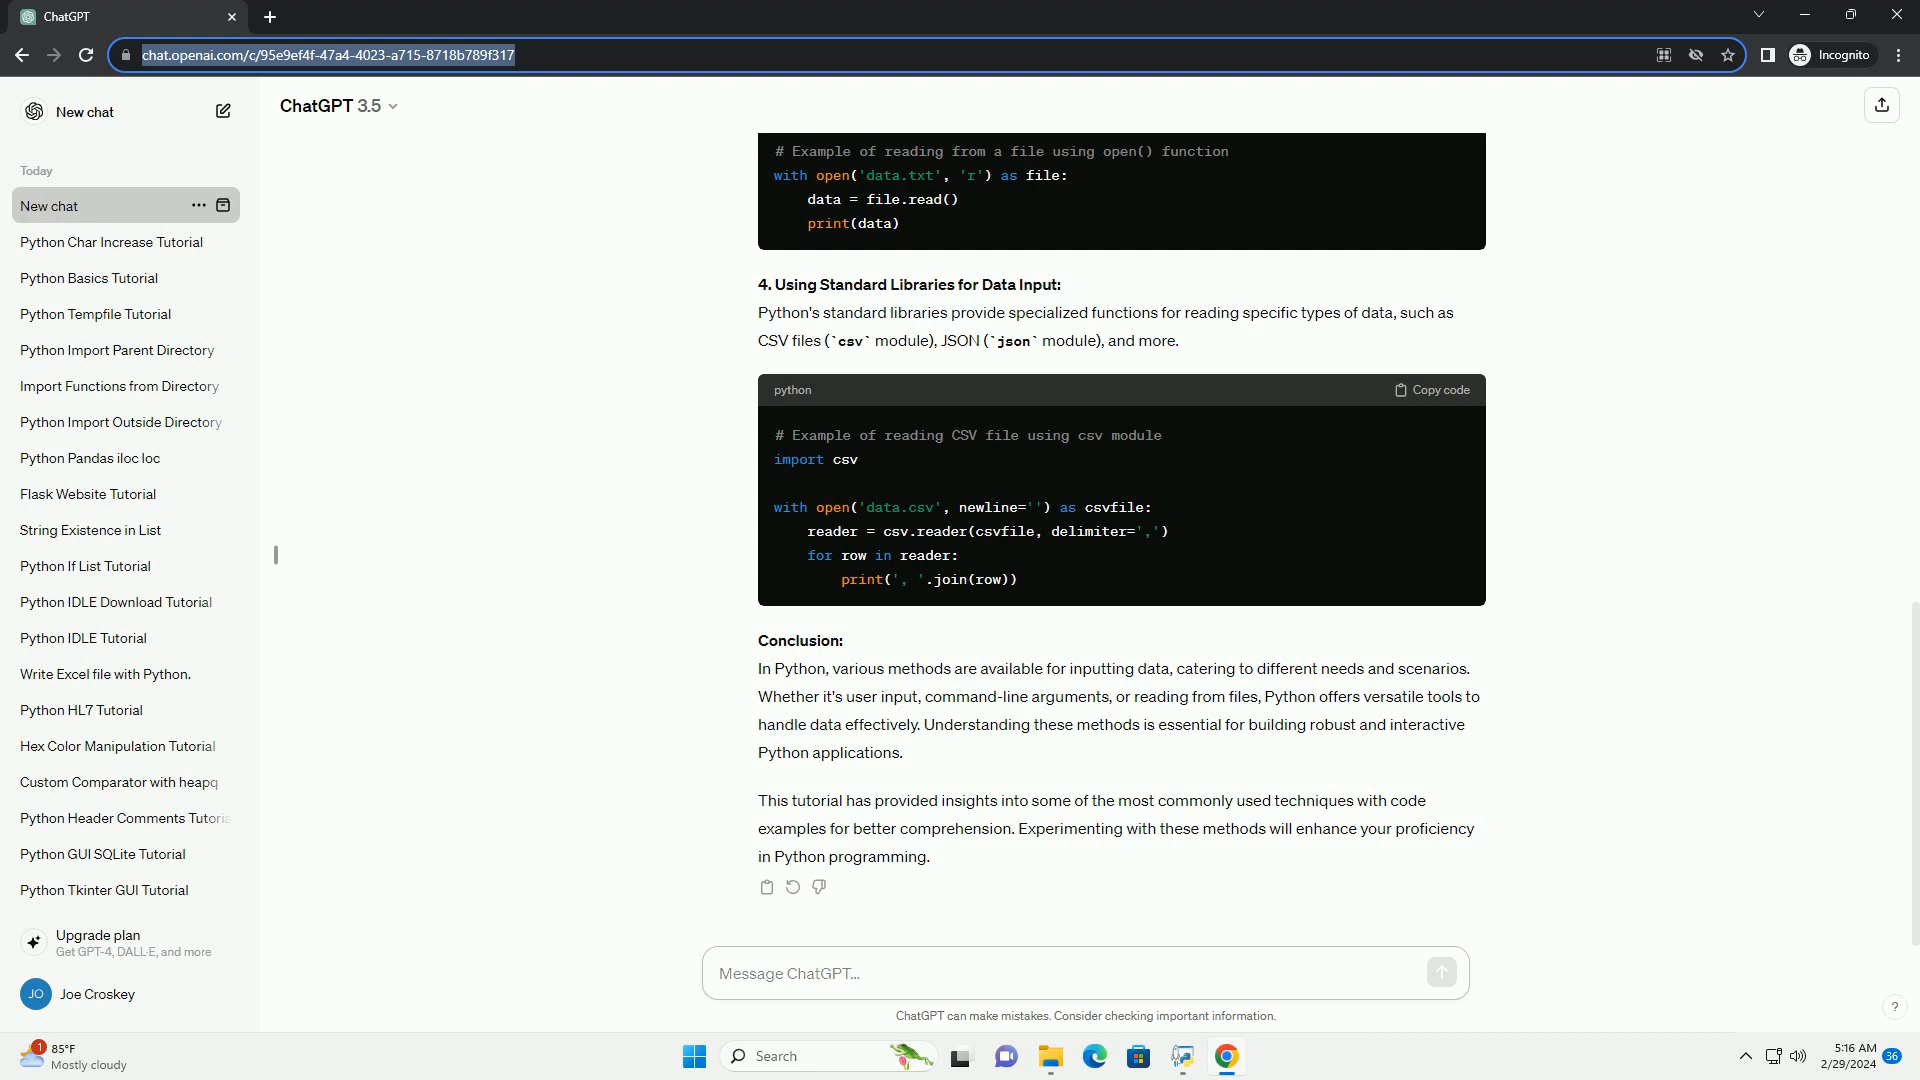 ChatGPT
chat.openai.com/c/95e9ef4f-47a4-4023-a715-8718b789f317
Incognito
New chat
Today
New chat
Python Char Increase Tutorial
Python Basics Tutorial
Python Tempfile Tutorial
Python Import Parent Directory
Import Functions from Directory
Python Import Outside Directory
Python Pandas iloc loc
Flask Website Tutorial
String Existence in List
Python If List Tutorial
Python IDLE Download Tutorial
Python IDLE Tutorial
Write Excel file with Python.
Python HL7 Tutorial
Hex Color Manipulation Tutorial
Custom Comparator with heapq
Python Header Comments Tutoria
Python GUI SQLite Tutorial
Python Tkinter GUI Tutorial
Upgrade plan
Get GPT-4, DALL·E, and more
JO Joe Croskey
ChatGPT 3.5
# Example of reading from a file using open() function
with open('data.txt', 'r') as file:
    data = file.read()
    print(data)
4. Using Standard Libraries for Data Input:
Python's standard libraries provide specialized functions for reading specific types of data, such as
CSV files (`csv` module), JSON (`json` module), and more.
python Copy code
# Example of reading CSV file using csv module
import csv
with open('data.csv', newline='') as csvfile:
    reader = csv.reader(csvfile, delimiter=',')
    for row in reader:
        print(', '.join(row))
Conclusion:
In Python, various methods are available for inputting data, catering to different needs and scenarios.
Whether it's user input, command-line arguments, or reading from files, Python offers versatile tools to
handle data effectively. Understanding these methods is essential for building robust and interactive
Python applications.
This tutorial has provided insights into some of the most commonly used techniques with code
examples for better comprehension. Experimenting with these methods will enhance your proficiency
in Python programming.
Message ChatGPT...
ChatGPT can make mistakes. Consider checking important information.
?
1
85°F
Mostly cloudy
Search
5:16 AM
2/29/2024
36